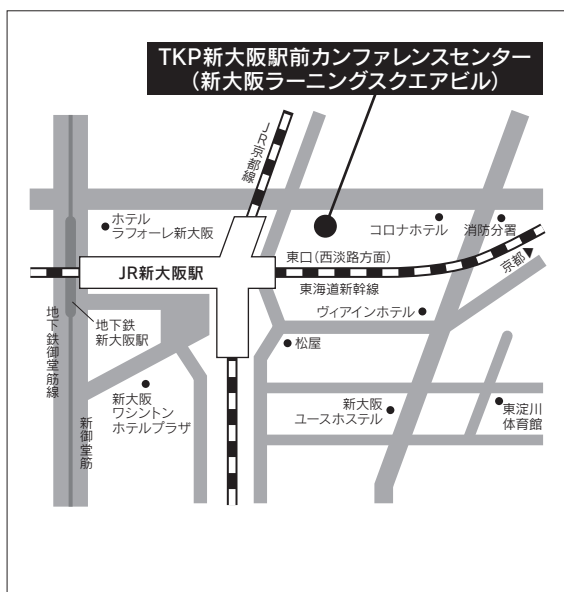 TKP新大阪駅前カンファレンスセンター
（新大阪ラーニングスクエアビル）
JR京都線
ホテル
ラフォーレ新大阪
コロナホテル
消防分署
東口（西淡路方面）
京都
JR新大阪駅
東海道新幹線
ヴィアインホテル
地下鉄御堂筋線
地下鉄
新大阪駅
松屋
新大阪
ワシントン
ホテルプラザ
新御堂筋
新大阪
ユースホステル
東淀川
体育館